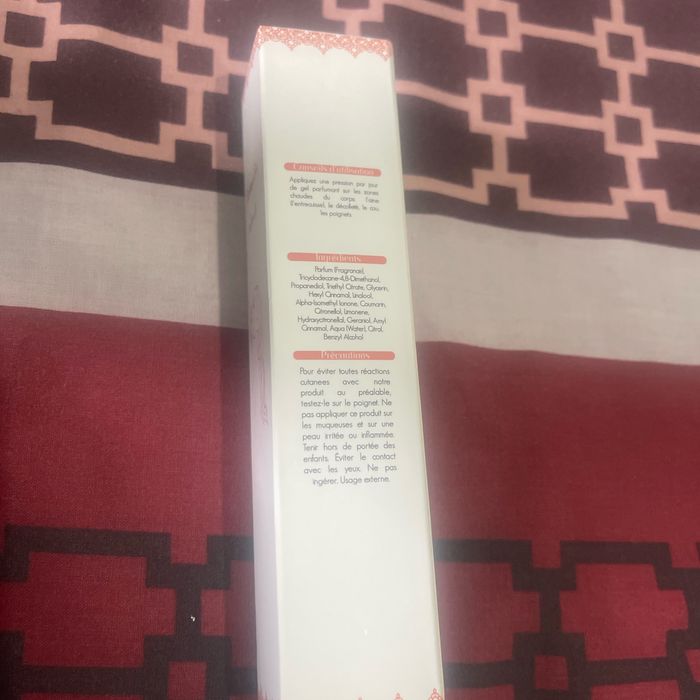 Conseils d'utilisation
Appliquez une pression par jour
de gel parfumant sur les zones
chaudes du corps: l'aine
(l'entrecuisse), le décolleté, le cou,
les poignets.
Ingrédients
Parfum (Fragrance),
Tricyclodecane-4,8-Dimethanol,
Propanediol, Triethyl Citrate, Glycerin,
Hexyl Cinnamal, Linalool,
Alpha-Isomethyl Ionone, Coumarin,
Citronellol, Limonene,
Hydroxycitronellal, Geraniol, Amyl
Cinnamal, Aqua (Water), Citral,
Benzyl Alcohol
Précautions
Pour éviter toutes réactions
cutanees avec notre
produit au préalable,
testez-le sur le poignet. Ne
pas appliquer ce produit sur
les muqueuses et sur une
peau irritée ou inflammée.
Tenir hors de portée des
enfants. Éviter le contact
avec les yeux. Ne pas
ingérer. Usage externe.